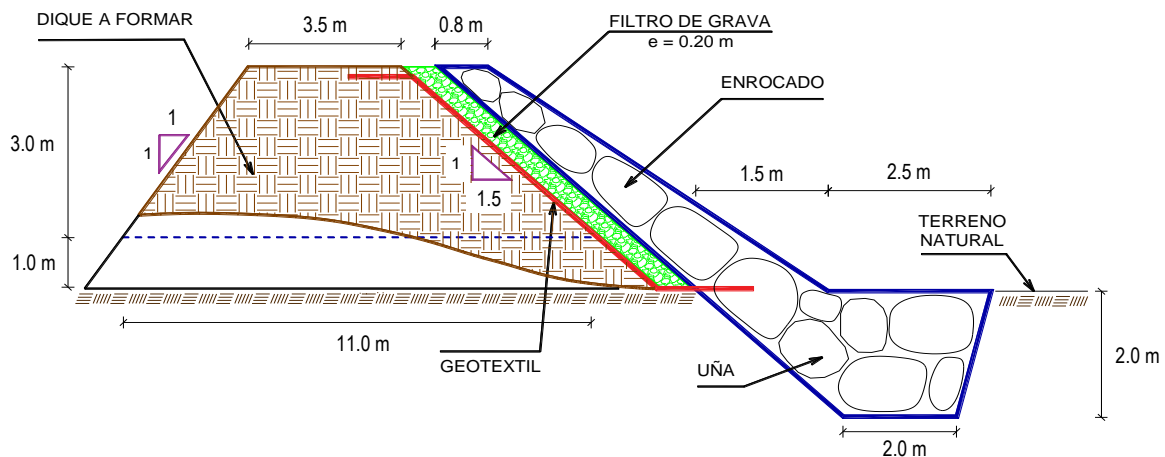 DIQUE A FORMAR
3.5 m
0.8 m
FILTRO DE GRAVA
e = 0.20 m
ENROCADO
1
1
3.0 m
1
1.5
1.5 m
2.5 m
TERRENO
NATURAL
1.0 m
11.0 m
GEOTEXTIL
UÑA
2.0 m
2.0 m